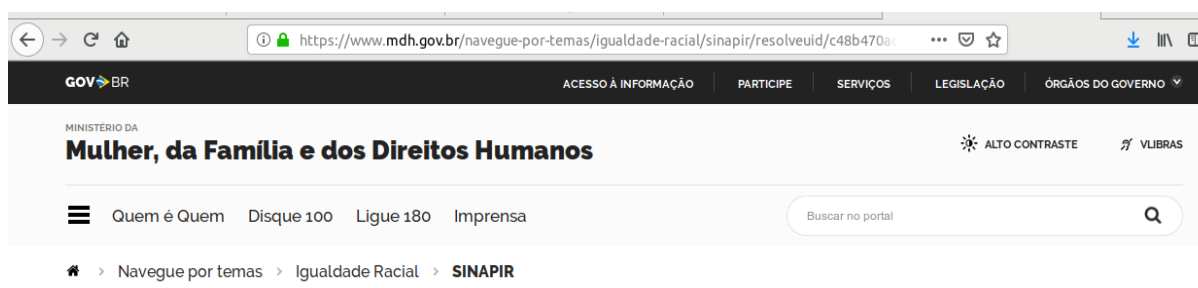 https://www.mdh.gov.br/navegue-por-temas/igualdade-racial/sinapir/resolveuid/c48b470a
GOV BR ACESSO À INFORMAÇÃO PARTICIPE SERVIÇOS LEGISLAÇÃO ÓRGÃOS DO GOVERNO
MINISTÉRIO DA
Mulher, da Família e dos Direitos Humanos ALTO CONTRASTE VLIBRAS
Quem é Quem Disque 100 Ligue 180 Imprensa Buscar no portal
> Navegue por temas > Igualdade Racial > SINAPIR